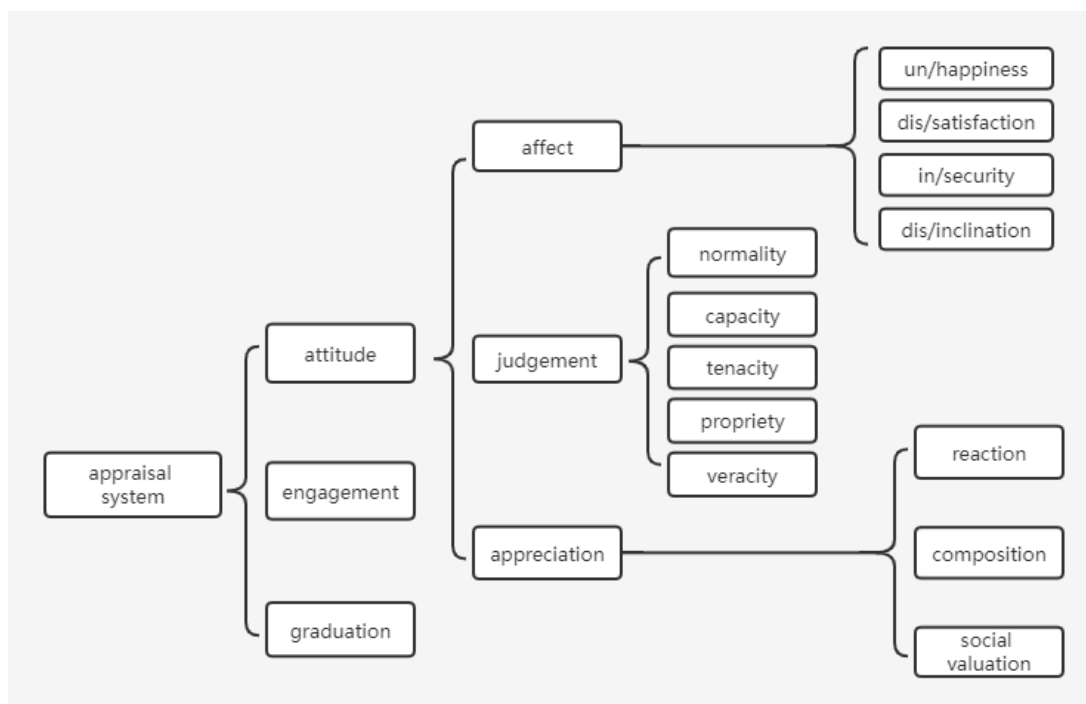 un/happiness
dis/satisfaction
affect
in/security
dis/inclination
normality
capacity
attitude
judgement
tenacity
propriety
reaction
veracity
appraisal
system
engagement
appreciation
composition
graduation
social
valuation